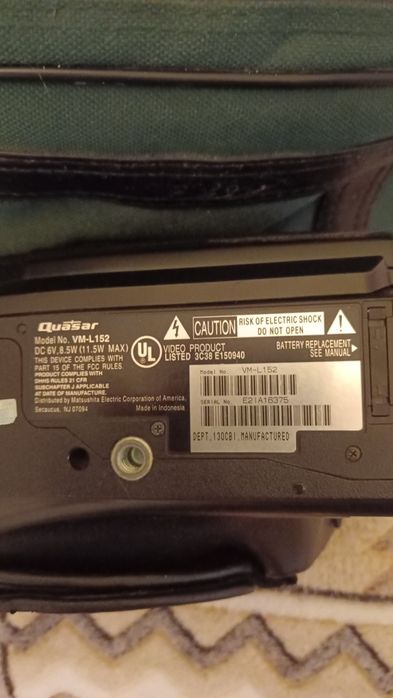 Quasar
Model No. VM-L152
DC 6V, 8.5W (11.5W MAX)
THIS DEVICE COMPLIES WITH
PART 15 OF THE FCC RULES.
PRODUCT COMPLIES WITH
DHHS RULES 21 CFR
SUBCHAPTER J APPLICABLE
AT DATE OF MANUFACTURE.
Distributed by Matsushita Electric Corporation of America,
Secaucus, NJ 07094
Made in Indonesia
UL
VIDEO PRODUCT
LISTED 3C38 E150940
CAUTION
RISK OF ELECTRIC SHOCK
DO NOT OPEN
BATTERY REPLACEMENT
SEE MANUAL
Model No. VM-L152
SERIAL No. E2IA16375
DEPT,130CBI,MANUFACTURED